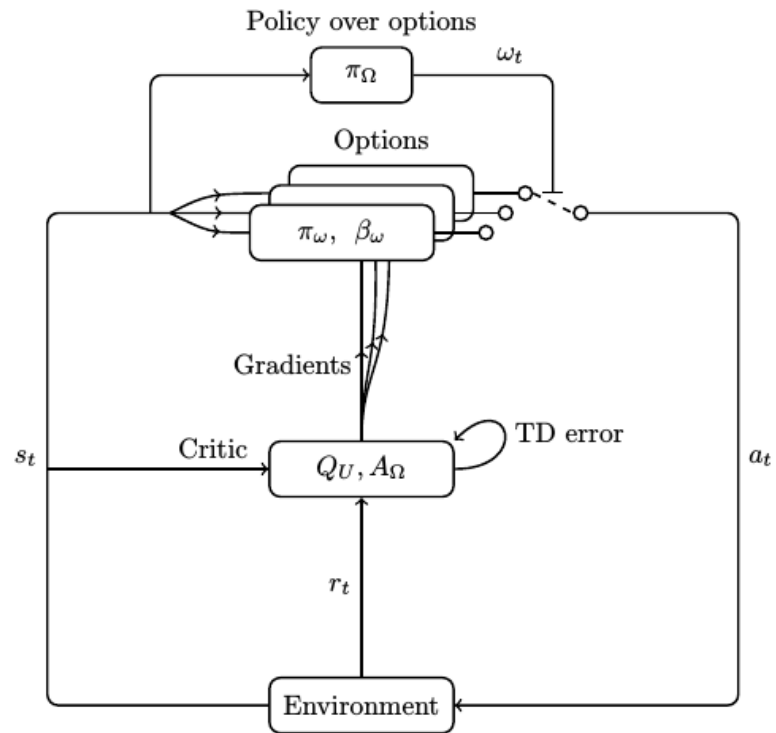 Policy over options
π_Ω
ω_t
Options
π_ω, β_ω
Gradients
Critic
TD error
s_t
Q_U, A_Ω
a_t
r_t
Environment